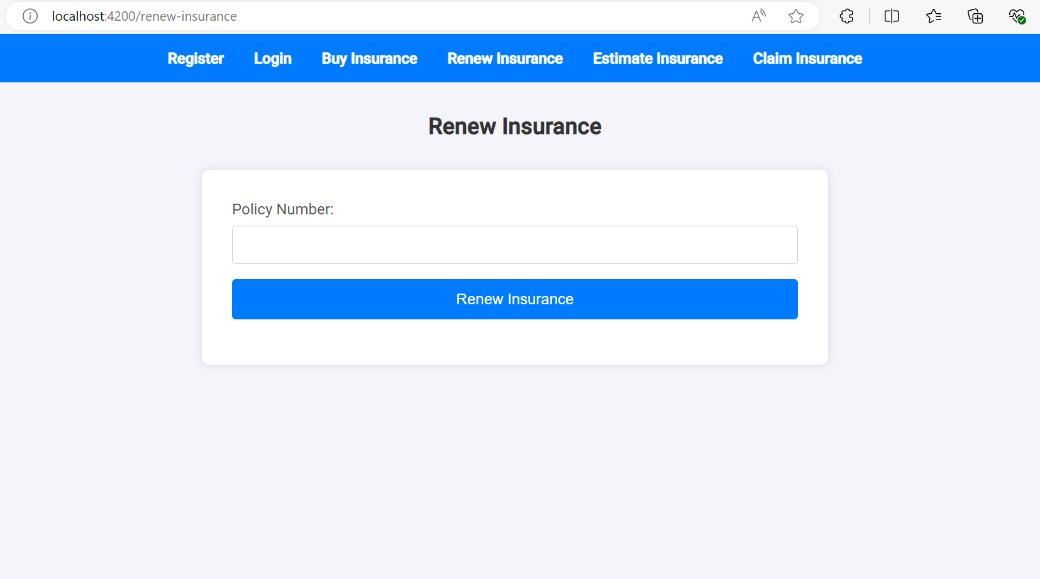 localhost:4200/renew-insurance
Register Login Buy Insurance Renew Insurance Estimate Insurance Claim Insurance
Renew Insurance
Policy Number:
Renew Insurance